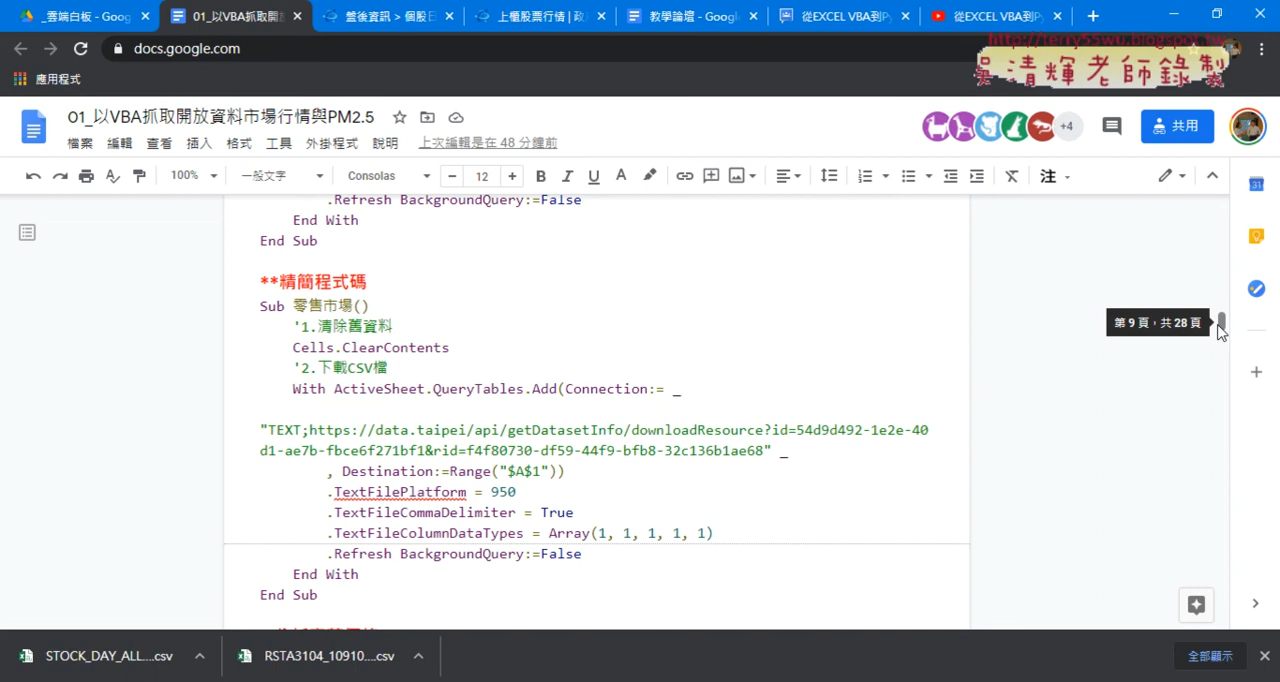 _雲端白板 - Goog
01_以VBA抓取開
盤後資訊 > 個股日
上櫃股票行情 | 政
教學論壇 - Googl
從EXCEL VBA到Py
從EXCEL VBA到Py
docs.google.com
http://terry55wu.blogspot.tw
吳清輝老師錄製
應用程式
01_以VBA抓取開放資料市場行情與PM2.5
+4
共用
檔案 編輯 查看 插入 格式 工具 外掛程式 說明 上次編輯是在 48 分鐘前
100% 一般文字 Consolas 12 B I U A 注
.Refresh BackgroundQuery:=False
End With
End Sub
**精簡程式碼
Sub 零售市場()
'1.清除舊資料
Cells.ClearContents
'2.下載CSV檔
With ActiveSheet.QueryTables.Add(Connection:= _
"TEXT;https://data.taipei/api/getDatasetInfo/downloadResource?id=54d9d492-1e2e-40
d1-ae7b-fbce6f271bf1&rid=f4f80730-df59-44f9-bfb8-32c136b1ae68" _
, Destination:=Range("$A$1"))
.TextFilePlatform = 950
.TextFileCommaDelimiter = True
.TextFileColumnDataTypes = Array(1, 1, 1, 1, 1)
.Refresh BackgroundQuery:=False
End With
End Sub
第 9 頁，共 28 頁
31
STOCK_DAY_ALL....csv
RSTA3104_10910....csv
全部顯示